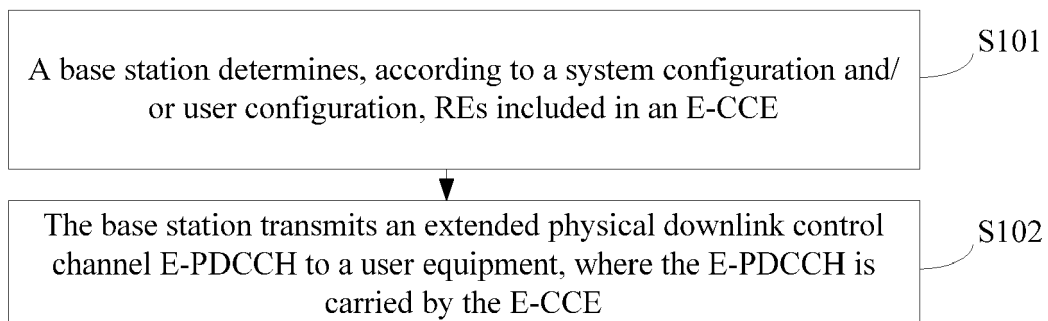 A base station determines, according to a system configuration and/
or user configuration, REs included in an E-CCE
S101
The base station transmits an extended physical downlink control
channel E-PDCCH to a user equipment, where the E-PDCCH is
carried by the E-CCE
S102